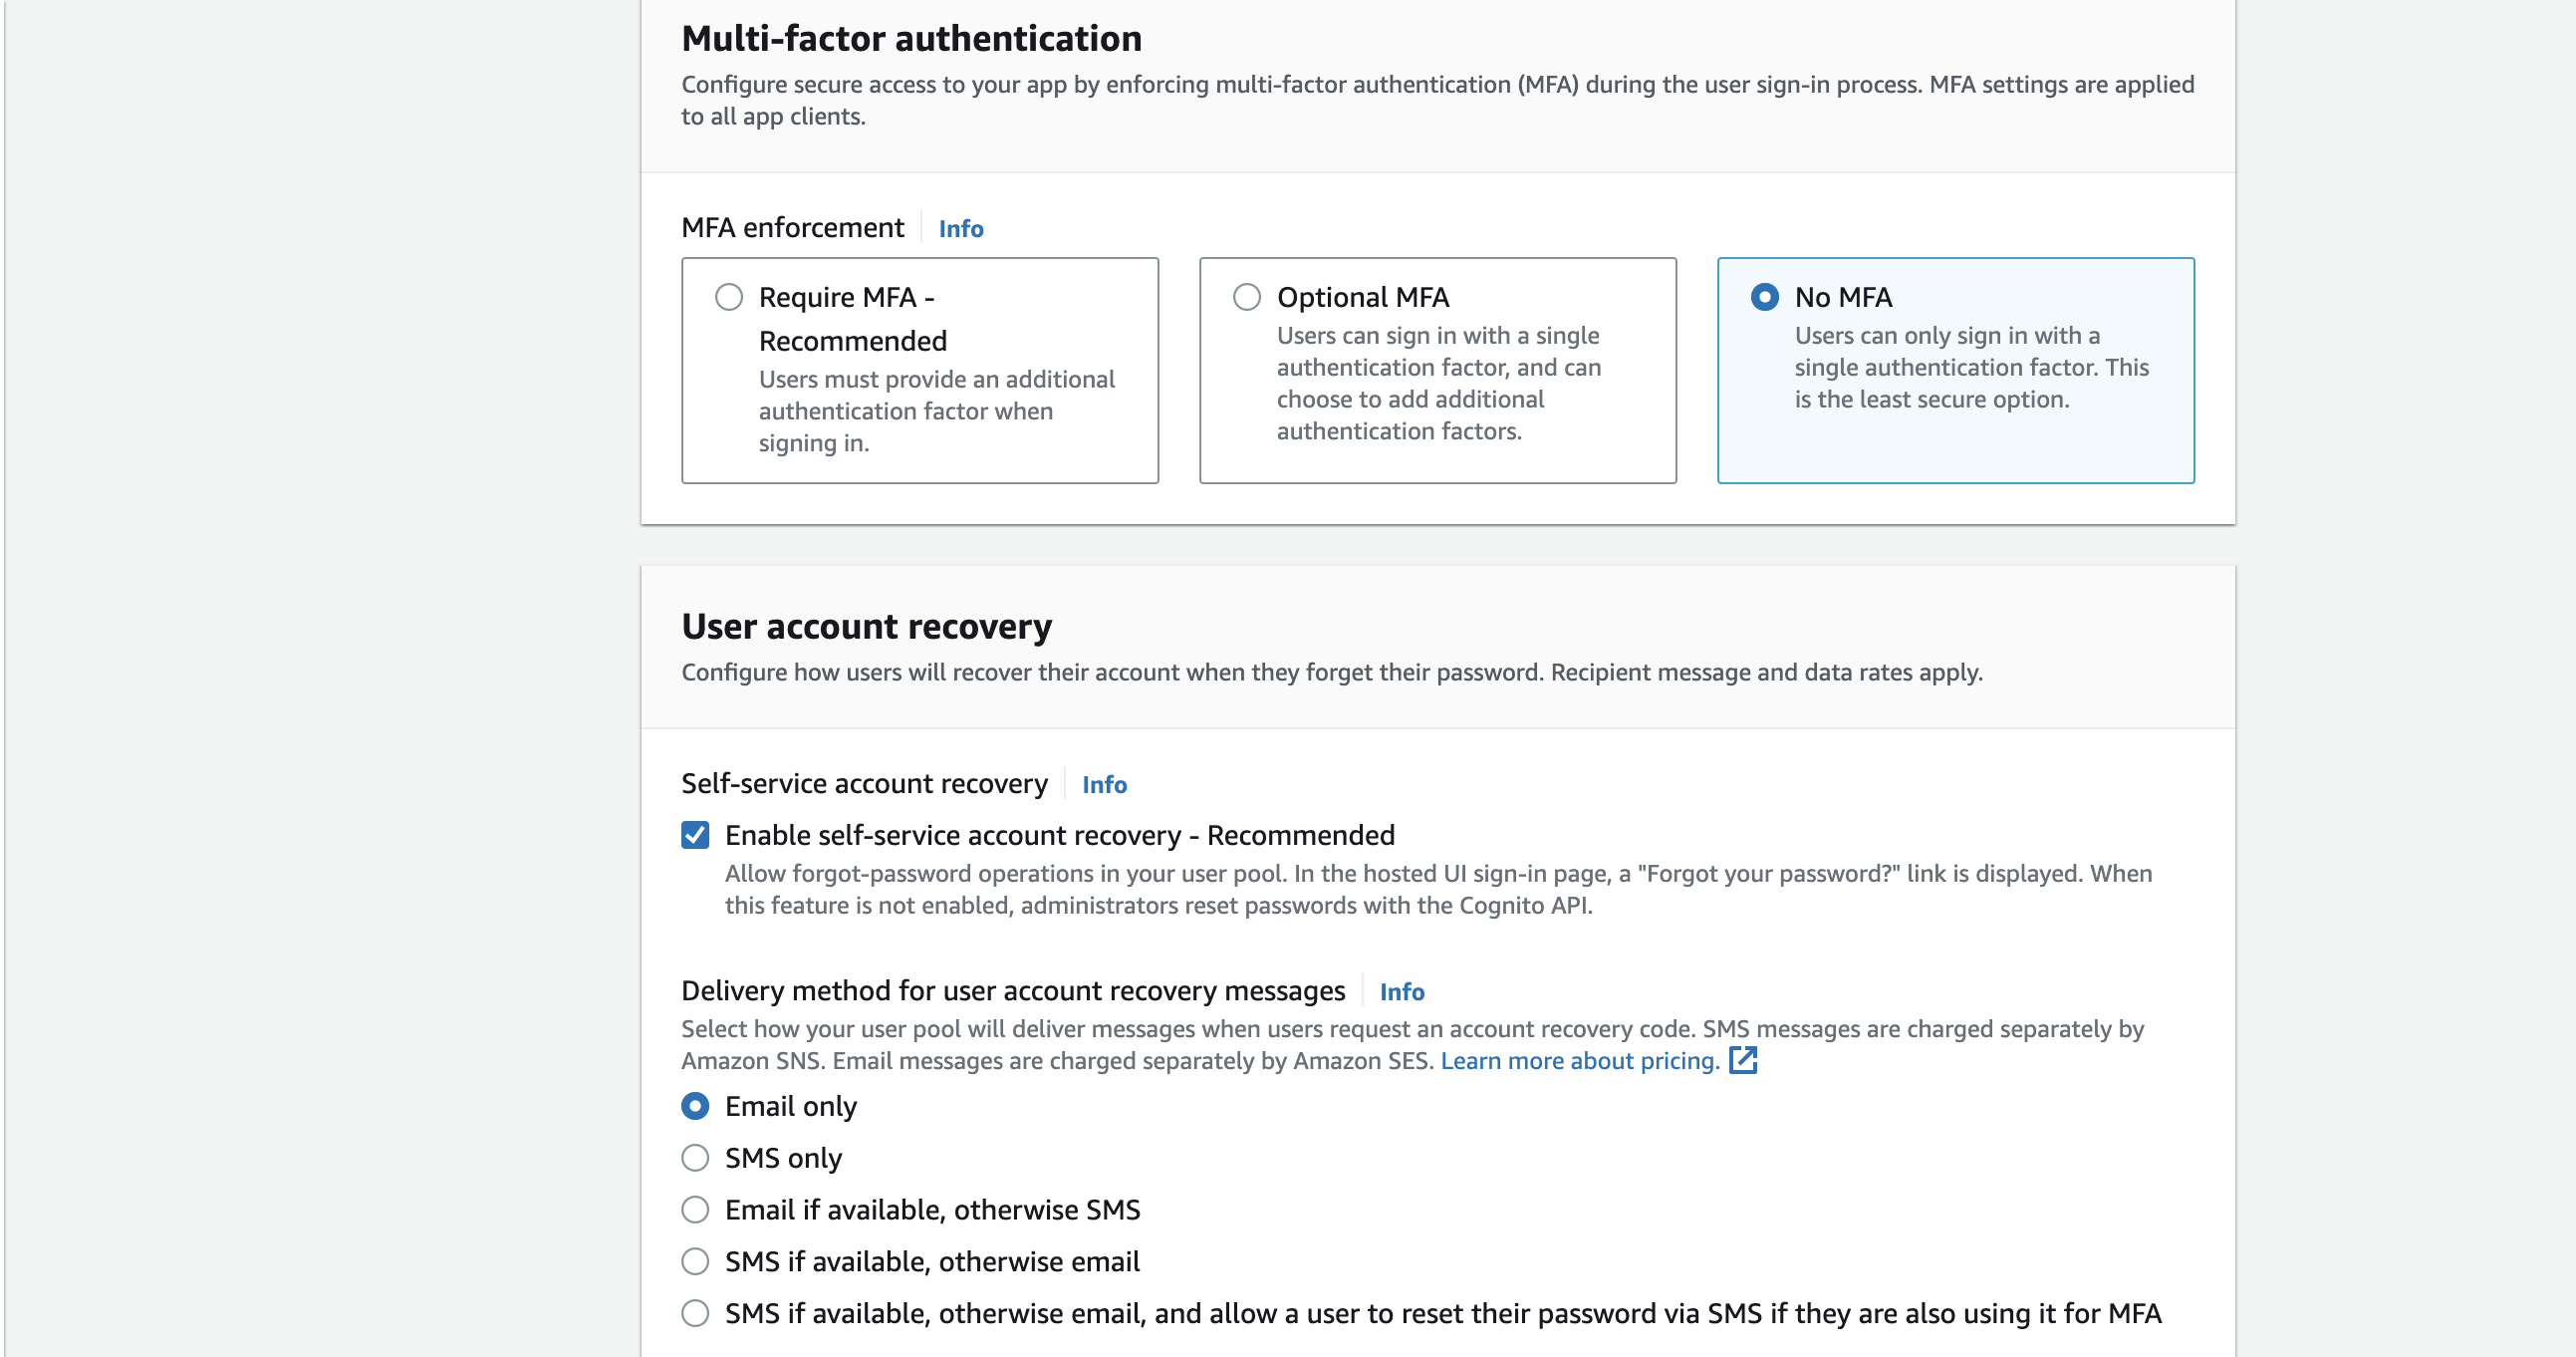 Multi-factor authentication
Configure secure access to your app by enforcing multi-factor authentication (MFA) during the user sign-in process. MFA settings are applied
to all app clients.
MFA enforcement Info
Require MFA -
Recommended
Users must provide an additional
authentication factor when
signing in.
Optional MFA
Users can sign in with a single
authentication factor, and can
choose to add additional
authentication factors.
No MFA
Users can only sign in with a
single authentication factor. This
is the least secure option.
User account recovery
Configure how users will recover their account when they forget their password. Recipient message and data rates apply.
Self-service account recovery Info
Enable self-service account recovery - Recommended
Allow forgot-password operations in your user pool. In the hosted UI sign-in page, a "Forgot your password?" link is displayed. When
this feature is not enabled, administrators reset passwords with the Cognito API.
Delivery method for user account recovery messages Info
Select how your user pool will deliver messages when users request an account recovery code. SMS messages are charged separately by
Amazon SNS. Email messages are charged separately by Amazon SES. Learn more about pricing.
Email only
SMS only
Email if available, otherwise SMS
SMS if available, otherwise email
SMS if available, otherwise email, and allow a user to reset their password via SMS if they are also using it for MFA